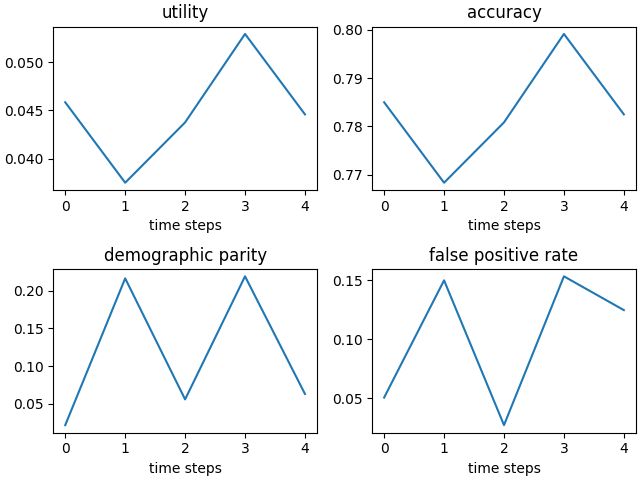 utility
0.050
0.045
0.040
0 1 2 3 4
time steps
accuracy
0.80
0.79
0.78
0.77
0 1 2 3 4
time steps
demographic parity
0.20
0.15
0.10
0.05
0 1 2 3 4
time steps
false positive rate
0.15
0.10
0.05
0 1 2 3 4
time steps